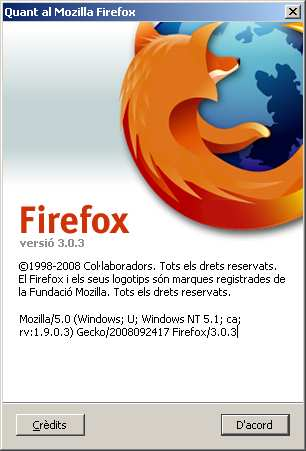 Quant al Mozilla Firefox
Firefox
versió 3.0.3
©1998-2008 Col·laboradors. Tots els drets reservats.
El Firefox i els seus logotips són marques registrades de
la Fundació Mozilla. Tots els drets reservats.
Mozilla/5.0 (Windows; U; Windows NT 5.1; ca;
rv:1.9.0.3) Gecko/2008092417 Firefox/3.0.3
Crèdits
D'acord